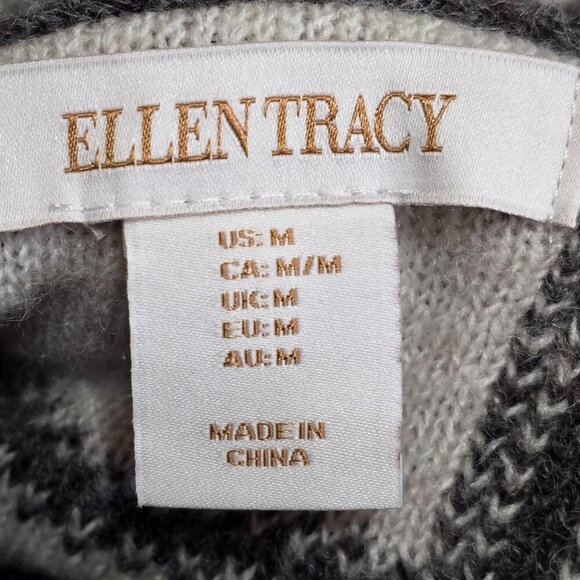 ELLEN TRACY
US: M
CA: M/M
UK: M
EU: M
AU: M
MADE IN
CHINA